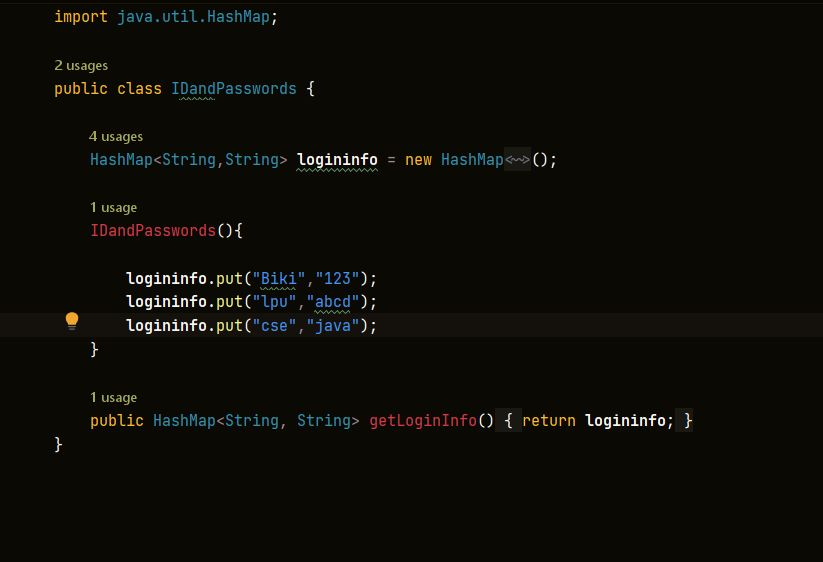 import java.util.HashMap;
2 usages
public class IDandPasswords {
4 usages
HashMap<String,String> logininfo = new HashMap<~>();
1 usage
IDandPasswords(){
logininfo.put("Biki","123");
logininfo.put("lpu","abcd");
logininfo.put("cse","java");
}
1 usage
public HashMap<String, String> getLoginInfo() { return logininfo; }
}